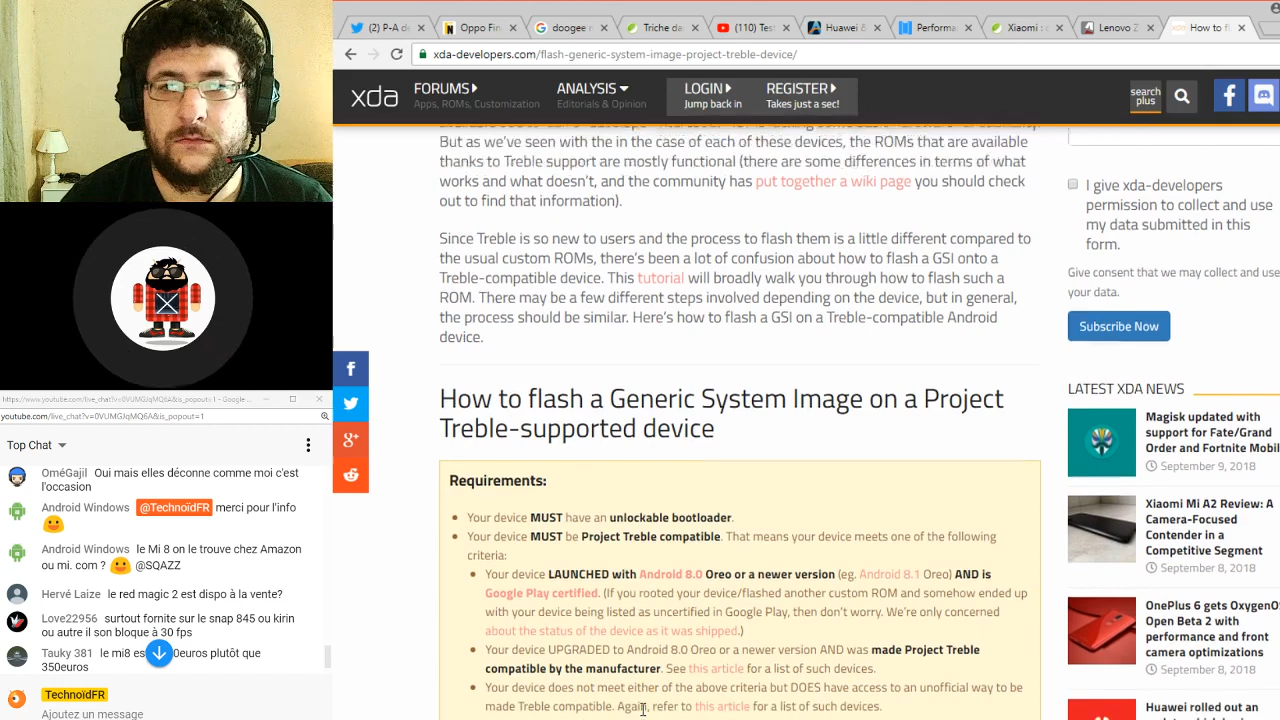 (2) P-A de
Oppo Fin
doogee n
Triche da
(110) Test
Huawei &
Performa
Xiaomi :
Lenovo Z
How to fl
xda-developers.com/flash-generic-system-image-project-treble-device/
xda
FORUMS
Apps, ROMs, Customization
ANALYSIS
Editorials & Opinion
LOGIN
Jump back in
REGISTER
Takes just a sec!
search
plus
But as we've seen with the in the case of each of these devices, the ROMs that are available
thanks to Treble support are mostly functional (there are some differences in terms of what
works and what doesn't, and the community has put together a wiki page you should check
out to find that information).
Since Treble is so new to users and the process to flash them is a little different compared to
the usual custom ROMs, there's been a lot of confusion about how to flash a GSI onto a
Treble-compatible device. This tutorial will broadly walk you through how to flash such a
ROM. There may be a few different steps involved depending on the device, but in general,
the process should be similar. Here's how to flash a GSI on a Treble-compatible Android
device.
How to flash a Generic System Image on a Project
Treble-supported device
Requirements:
Your device MUST have an unlockable bootloader.
Your device MUST be Project Treble compatible. That means your device meets one of the following
criteria:
Your device LAUNCHED with Android 8.0 Oreo or a newer version (eg. Android 8.1 Oreo) AND is
Google Play certified. (If you rooted your device/flashed another custom ROM and somehow ended up
with your device being listed as uncertified in Google Play, then don't worry. We're only concerned
about the status of the device as it was shipped.)
Your device UPGRADED to Android 8.0 Oreo or a newer version AND was made Project Treble
compatible by the manufacturer. See this article for a list of such devices.
Your device does not meet either of the above criteria but DOES have access to an unofficial way to be
made Treble compatible. Again, refer to this article for a list of such devices.
I give xda-developers
permission to collect and use
my data submitted in this
form.
Give consent that we may collect and use
your data.
Subscribe Now
LATEST XDA NEWS
Magisk updated with
support for Fate/Grand
Order and Fortnite Mobil
September 9, 2018
Xiaomi Mi A2 Review: A
Camera-Focused
Contender in a
Competitive Segment
September 8, 2018
OnePlus 6 gets OxygenOS
Open Beta 2 with
performance and front
camera optimizations
September 8, 2018
Huawei rolled out an
https://www.youtube.com/live_chat?v=0VUMGJqMQ6A&is_popout=1 - Google ...
youtube.com/live_chat?v=0VUMGJqMQ6A&is_popout=1
Top Chat
OméGajil Oui mais elles déconne comme moi c'est
l'occasion
Android Windows @TechnoïdFR merci pour l'info
Android Windows le Mi 8 on le trouve chez Amazon
ou mi. com ? @SQAZZ
Hervé Laize le red magic 2 est dispo à la vente?
Love22956 surtout fornite sur le snap 845 ou kirin
ou autre il son bloque à 30 fps
Tauky 381 le mi8 es 0euros plutôt que
350euros
TechnoïdFR
Ajoutez un message